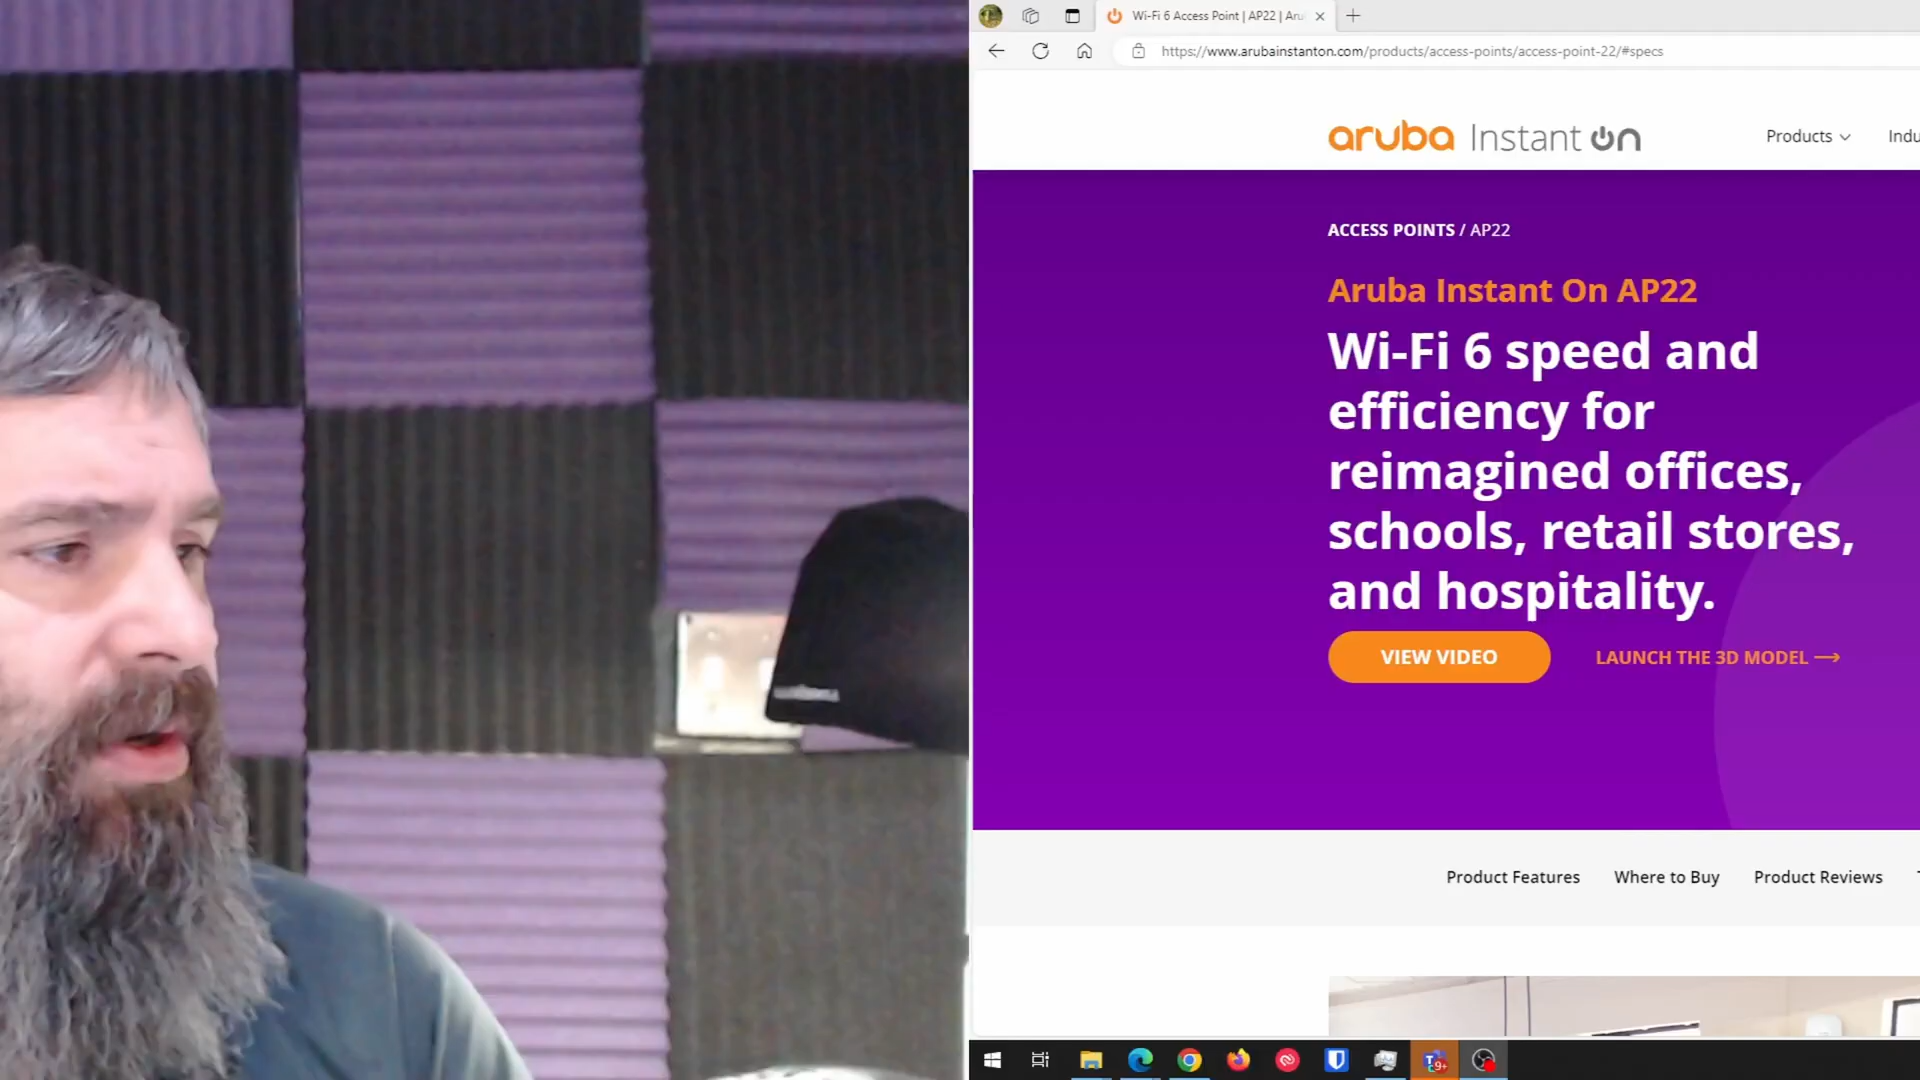 Wi-Fi 6 Access Point | AP22 | Aru
https://www.arubainstanton.com/products/access-points/access-point-22/#specs
aruba Instant On
Products
Indu
ACCESS POINTS / AP22
Aruba Instant On AP22
Wi-Fi 6 speed and
efficiency for
reimagined offices,
schools, retail stores,
and hospitality.
VIEW VIDEO
LAUNCH THE 3D MODEL
Product Features
Where to Buy
Product Reviews
9+